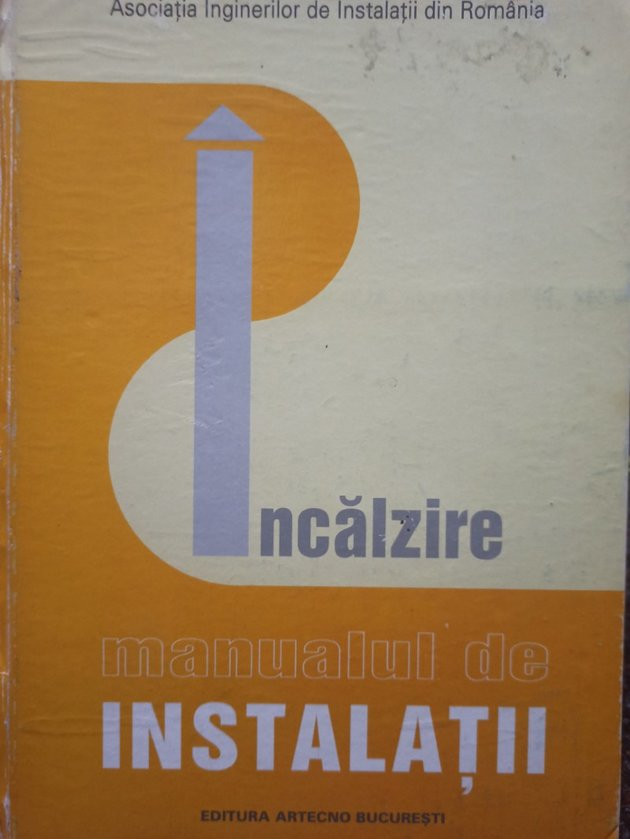 Asociația Inginerilor de Instalații din România
Încălzire
manualul de
INSTALAȚII
EDITURA ARTECNO BUCUREȘTI